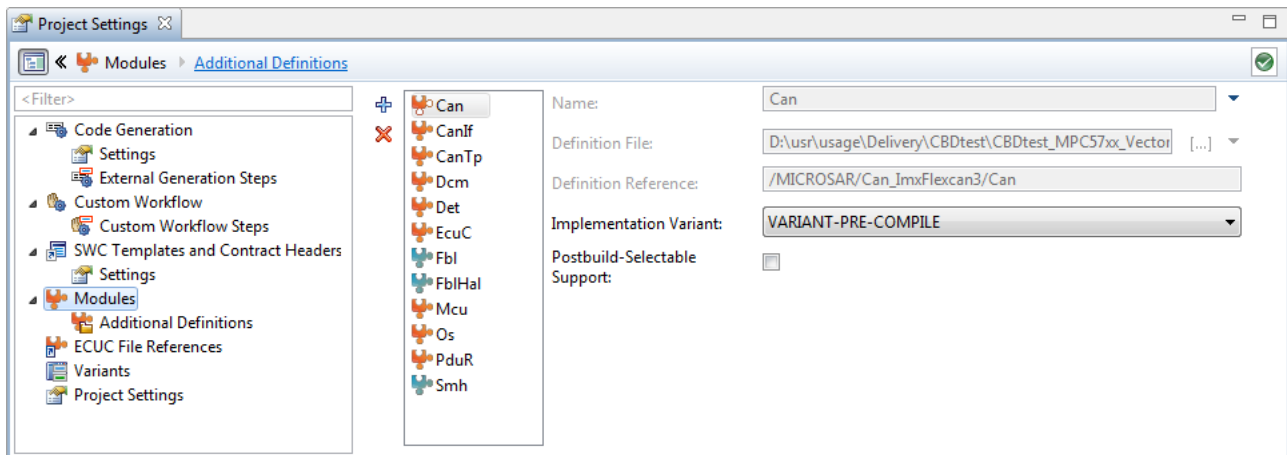 Project Settings
Modules Additional Definitions
<Filter>
Code Generation
Settings
External Generation Steps
Custom Workflow
Custom Workflow Steps
SWC Templates and Contract Headers
Settings
Modules
Additional Definitions
ECUC File References
Variants
Project Settings
Can
CanIf
CanTp
Dcm
Det
EcuC
Fbl
FblHal
Mcu
Os
PduR
Smh
Name: Can
Definition File: D:\usr\usage\Delivery\CBDtest\CBDtest_MPC57xx_Vector [...]
Definition Reference: /MICROSAR/Can_ImxFlexcan3/Can
Implementation Variant: VARIANT-PRE-COMPILE
Postbuild-Selectable
Support: